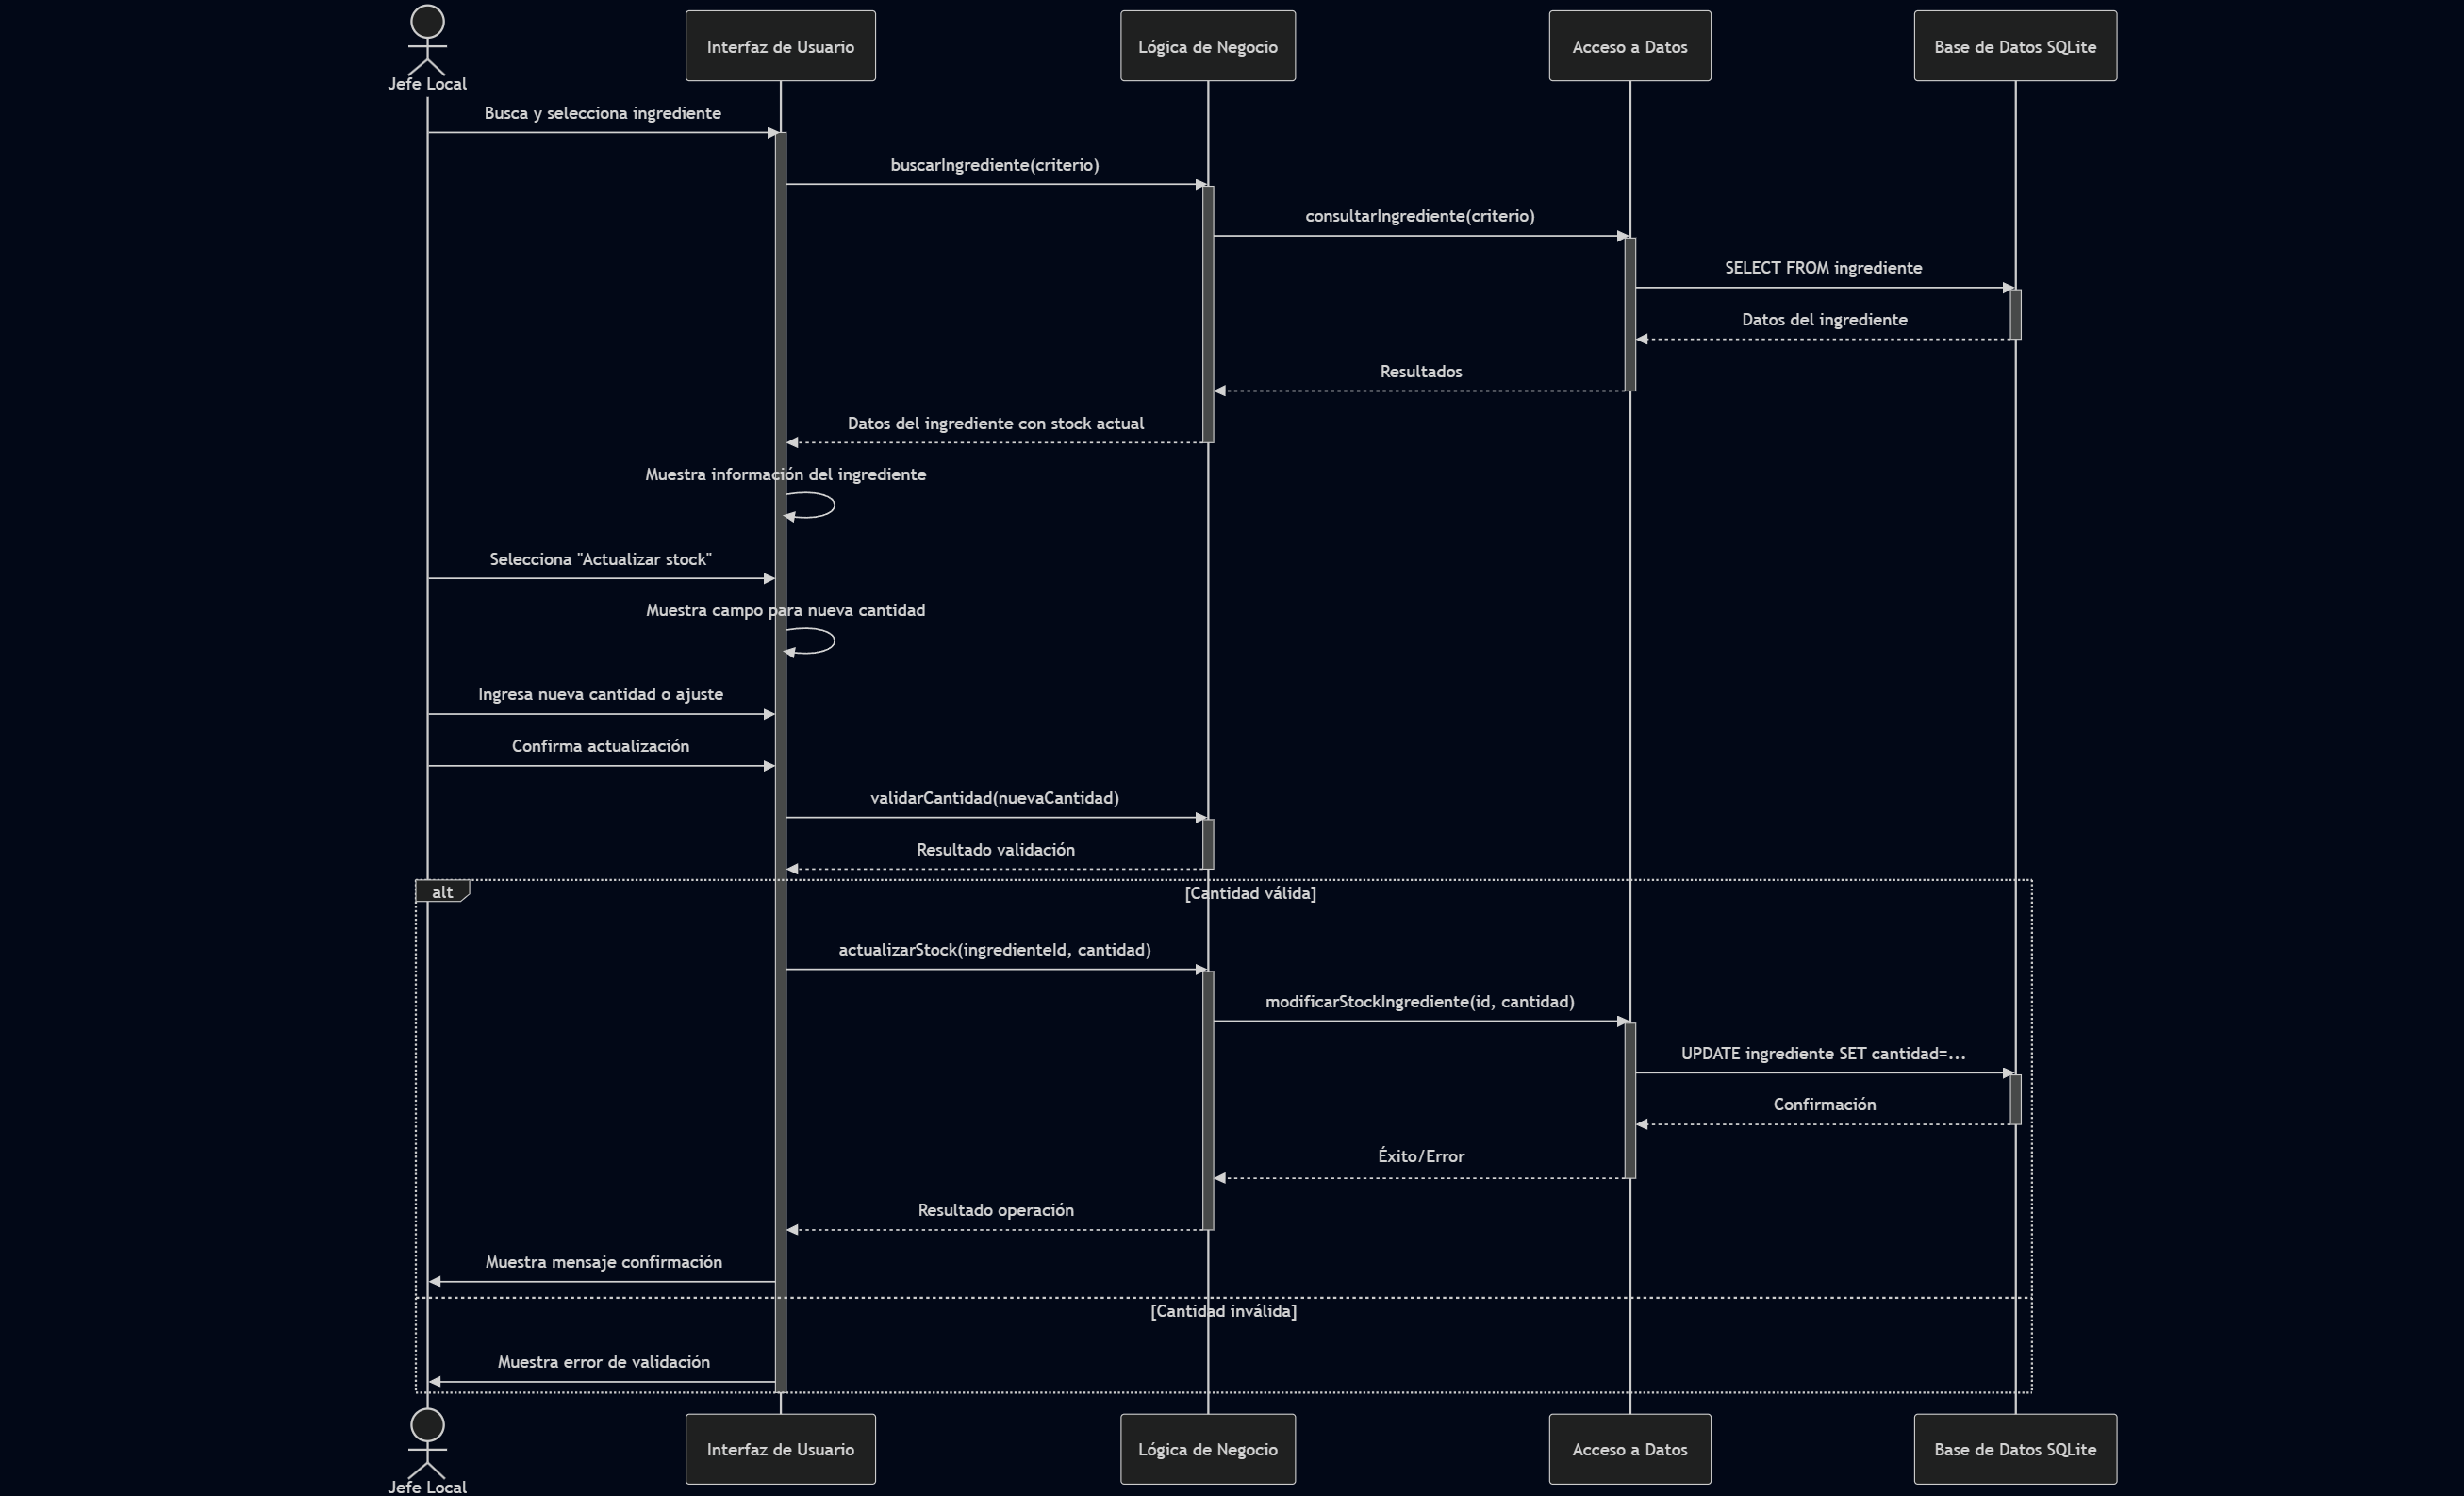 Jefe Local
Interfaz de Usuario
Lógica de Negocio
Acceso a Datos
Base de Datos SQLite
Busca y selecciona ingrediente
buscarIngrediente(criterio)
consultarIngrediente(criterio)
SELECT FROM ingrediente
Datos del ingrediente
Resultados
Datos del ingrediente con stock actual
Muestra información del ingrediente
Selecciona "Actualizar stock"
Muestra campo para nueva cantidad
Ingresa nueva cantidad o ajuste
Confirma actualización
validarCantidad(nuevaCantidad)
Resultado validación
alt
[Cantidad válida]
actualizarStock(ingredienteId, cantidad)
modificarStockIngrediente(id, cantidad)
UPDATE ingrediente SET cantidad=...
Confirmación
Éxito/Error
Resultado operación
Muestra mensaje confirmación
[Cantidad inválida]
Muestra error de validación
Jefe Local
Interfaz de Usuario
Lógica de Negocio
Acceso a Datos
Base de Datos SQLite